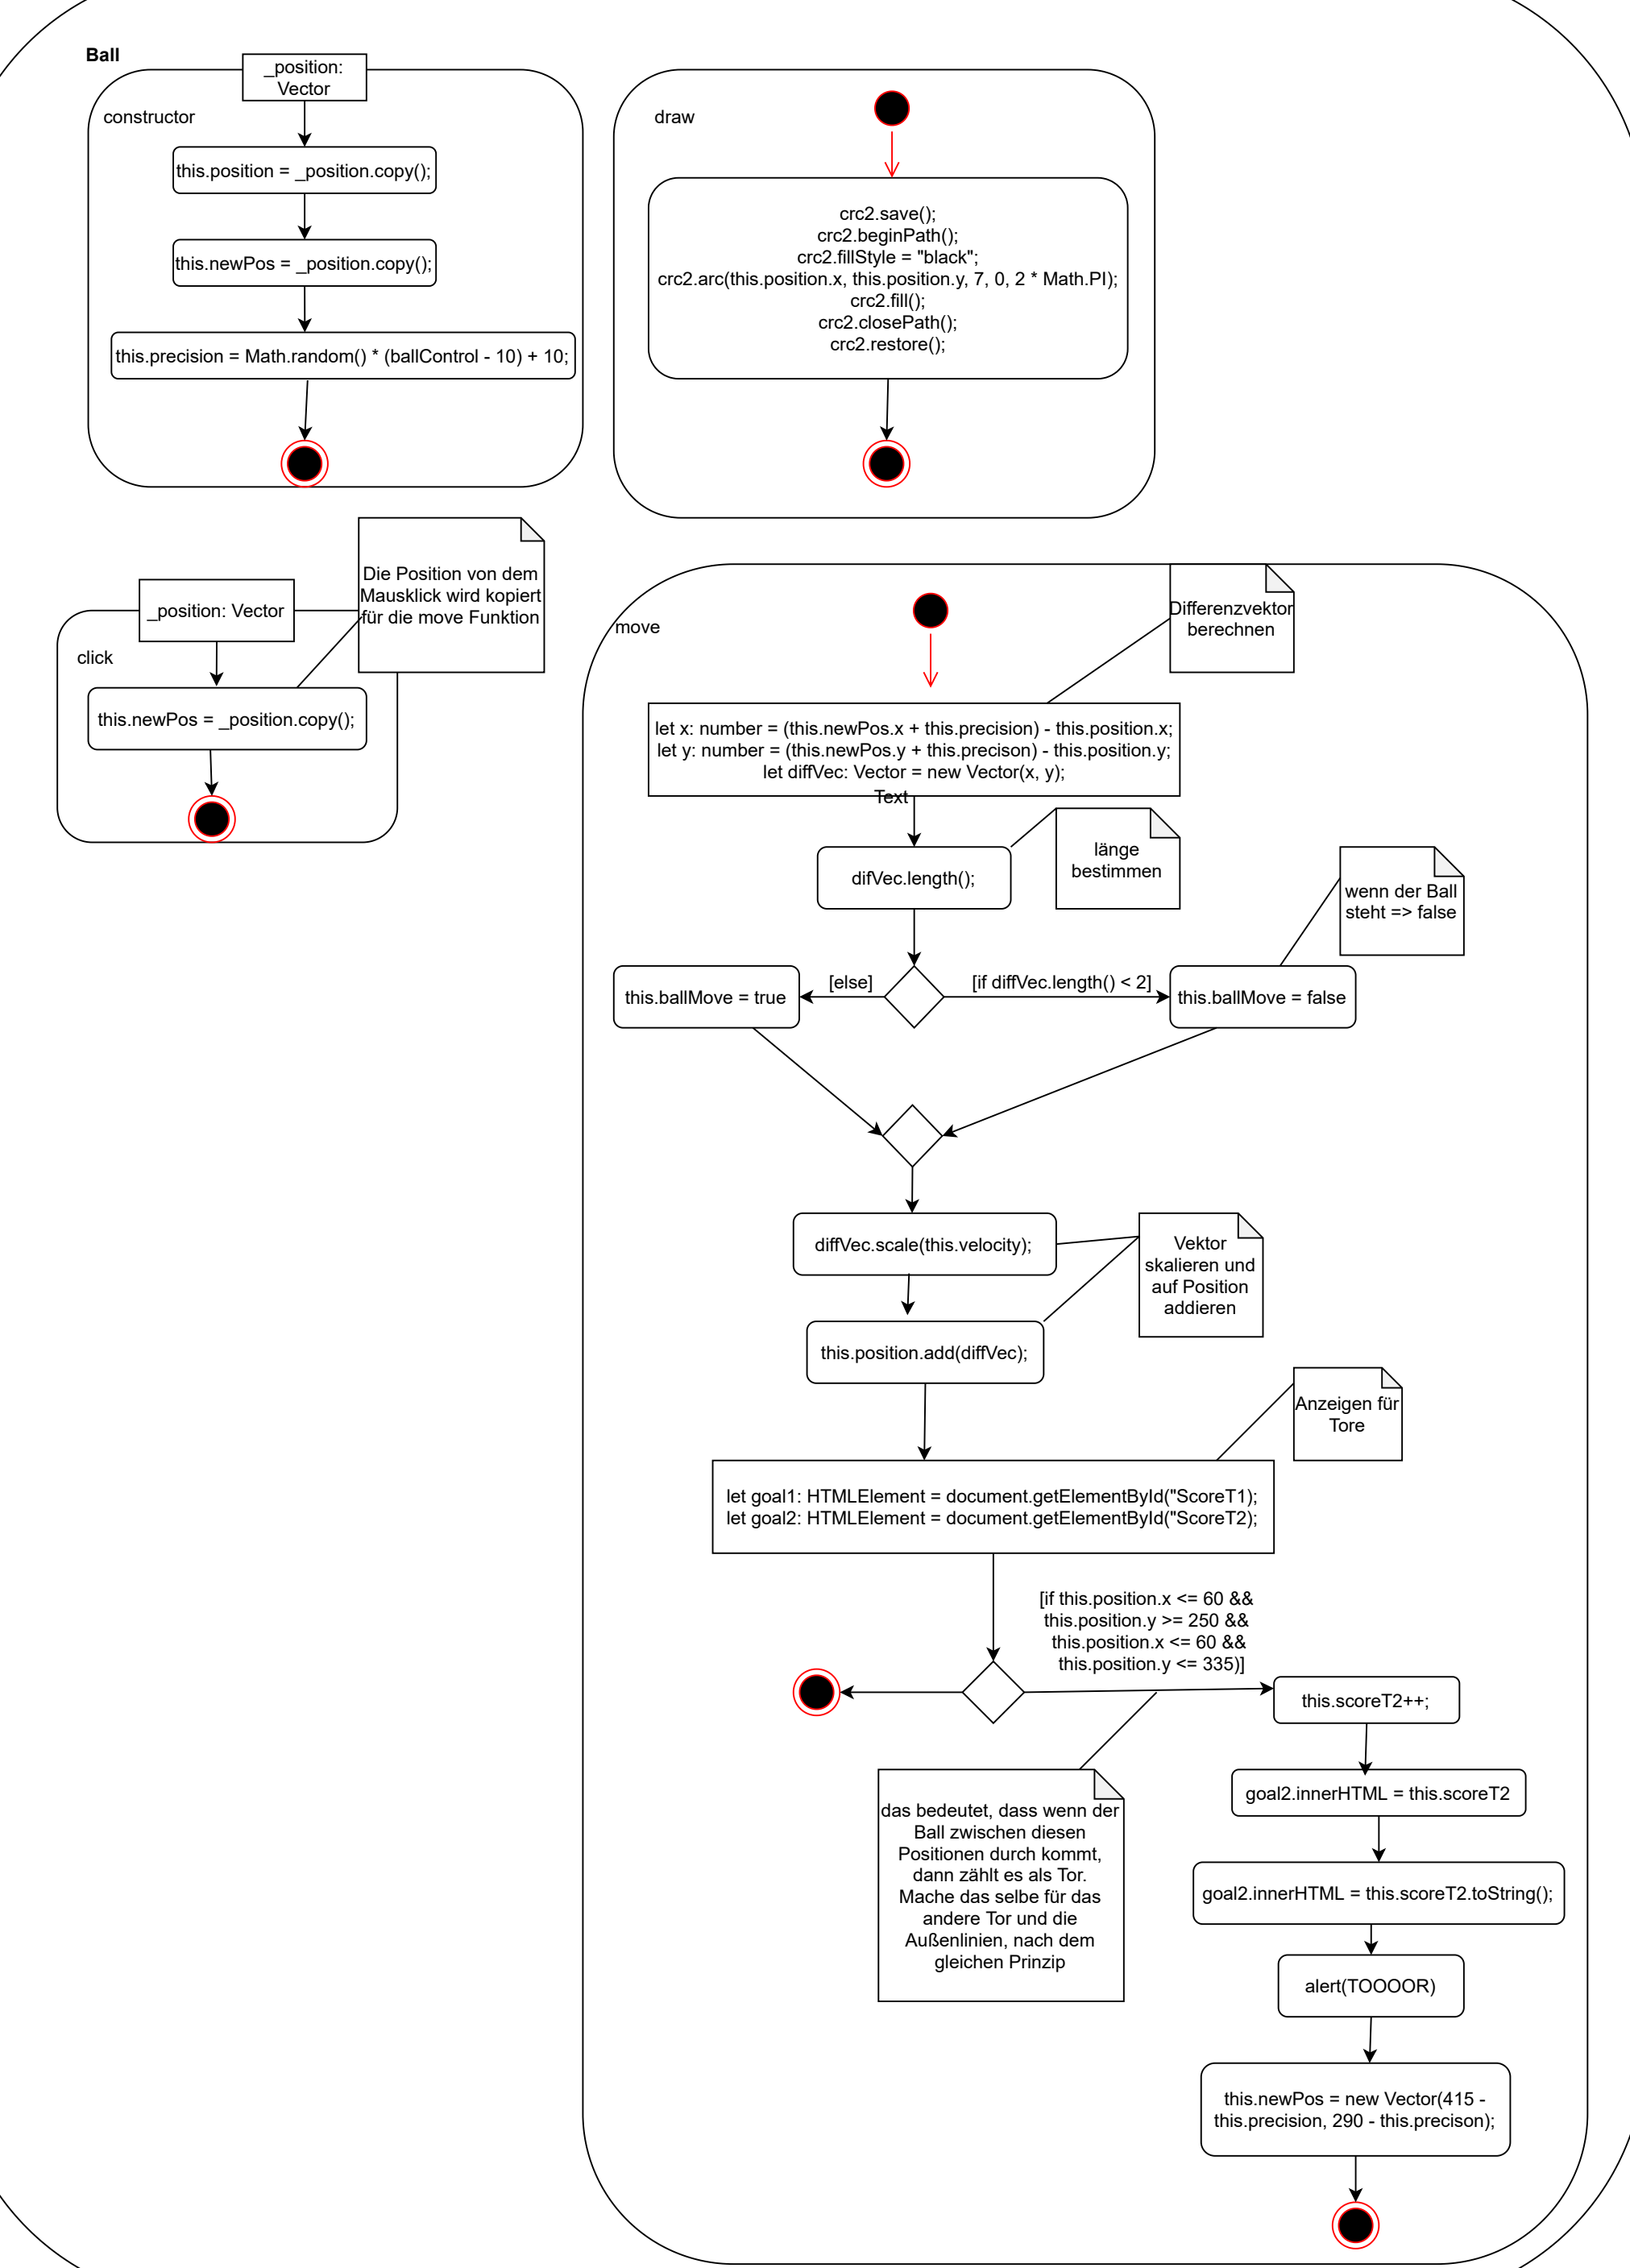 Ball
_position:
Vector
constructor
this.position = _position.copy();
this.newPos = _position.copy();
this.precision = Math.random() * (ballControl - 10) + 10;
draw
crc2.save();
crc2.beginPath();
crc2.fillStyle = "black";
crc2.arc(this.position.x, this.position.y, 7, 0, 2 * Math.PI);
crc2.fill();
crc2.closePath();
crc2.restore();
_position: Vector
click
this.newPos = _position.copy();
Die Position von dem
Mausklick wird kopiert
für die move Funktion
move
Differenzvektor
berechnen
let x: number = (this.newPos.x + this.precision) - this.position.x;
let y: number = (this.newPos.y + this.precison) - this.position.y;
let diffVec: Vector = new Vector(x, y);
Text
difVec.length();
länge
bestimmen
wenn der Ball
steht => false
[else]
[if diffVec.length() < 2]
this.ballMove = true
this.ballMove = false
diffVec.scale(this.velocity);
Vektor
skalieren und
auf Position
addieren
this.position.add(diffVec);
Anzeigen für
Tore
let goal1: HTMLElement = document.getElementById("ScoreT1);
let goal2: HTMLElement = document.getElementById("ScoreT2);
[if this.position.x <= 60 &&
this.position.y >= 250 &&
this.position.x <= 60 &&
this.position.y <= 335)]
this.scoreT2++;
goal2.innerHTML = this.scoreT2
das bedeutet, dass wenn der
Ball zwischen diesen
Positionen durch kommt,
dann zählt es als Tor.
Mache das selbe für das
andere Tor und die
Außenlinien, nach dem
gleichen Prinzip
goal2.innerHTML = this.scoreT2.toString();
alert(TOOOOR)
this.newPos = new Vector(415 -
this.precision, 290 - this.precison);